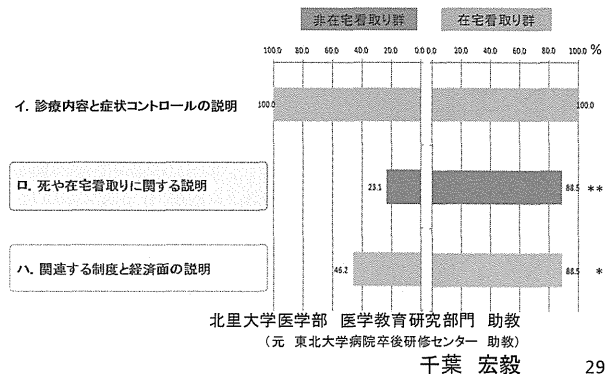 非在宅看取り群 在宅看取り群
100.0 80.0 60.0 40.0 20.0 0.0 0.0 20.0 40.0 60.0 80.0 100.0 %
イ. 診療内容と症状コントロールの説明 100.0 100.0
ロ. 死や在宅看取りに関する説明 23.1 88.5 **
ハ. 関連する制度と経済面の説明 46.2 88.5 *
北里大学医学部 医学教育研究部門 助教
(元 東北大学病院卒後研修センター 助教)
千葉 宏毅
29